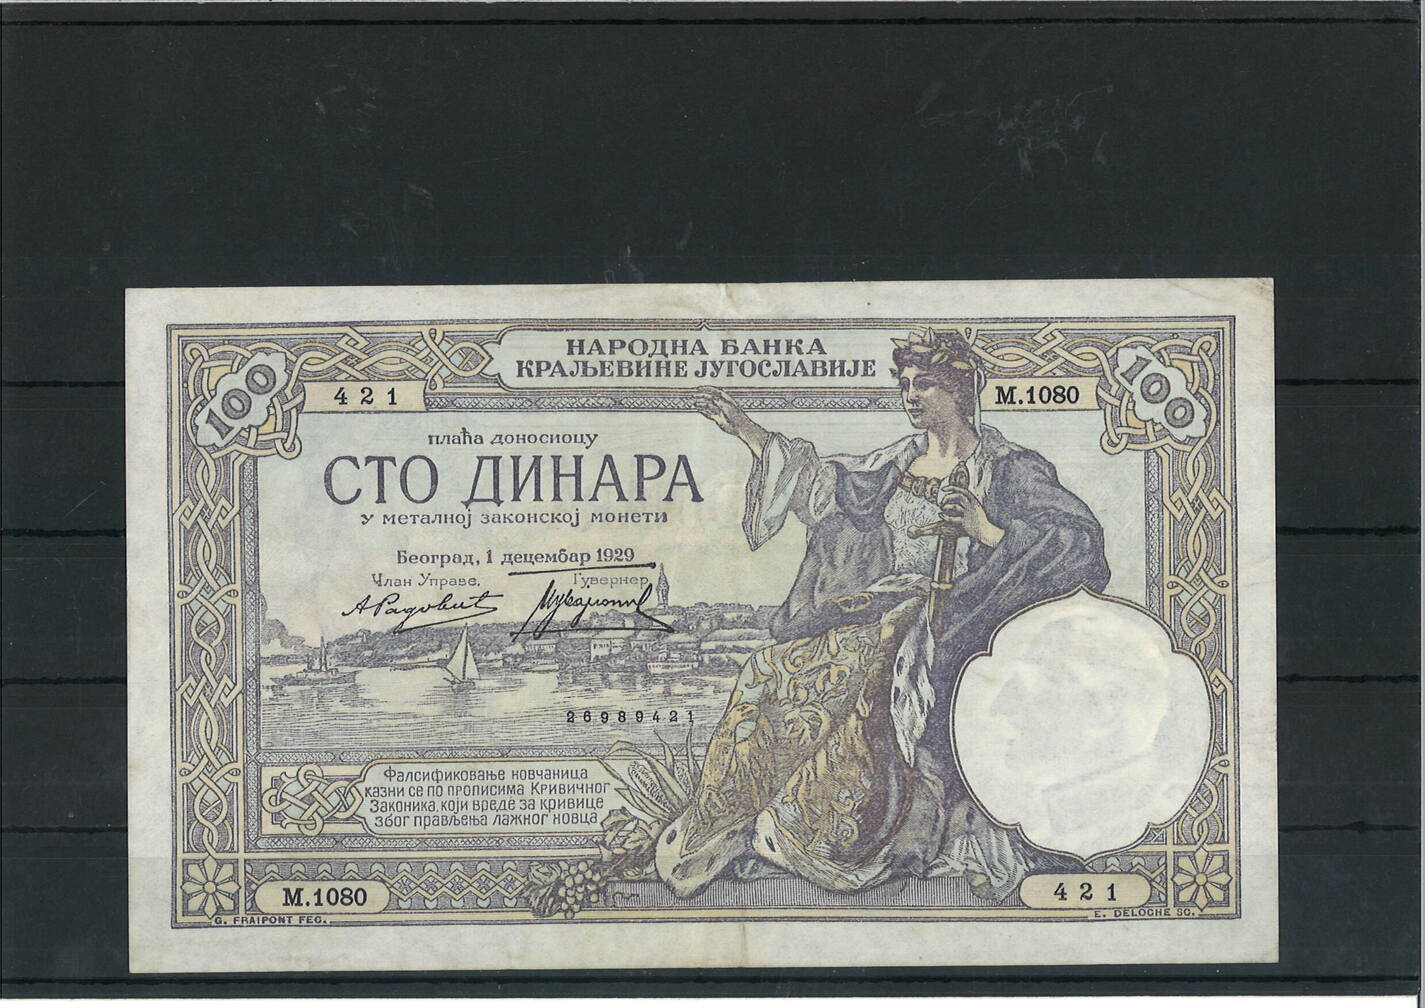 НАРОДНА БАНКА
КРАЉЕВИНЕ ЈУГОСЛАВИЈЕ
100
421
М.1080
100
плаћа доносиоцу
СТО ДИНАРА
у металној законској монети
Београд, 1 децембар 1929
Члан Управе,
Гувернер,
А Радовић
26989421
Фалсификовање новчаница
казни се по прописима Кривичног
Законика, који вреде за кривице
због прављења лажног новца
М.1080
421
G. FRAIPONT FEC.
E. DELOCHE SC.